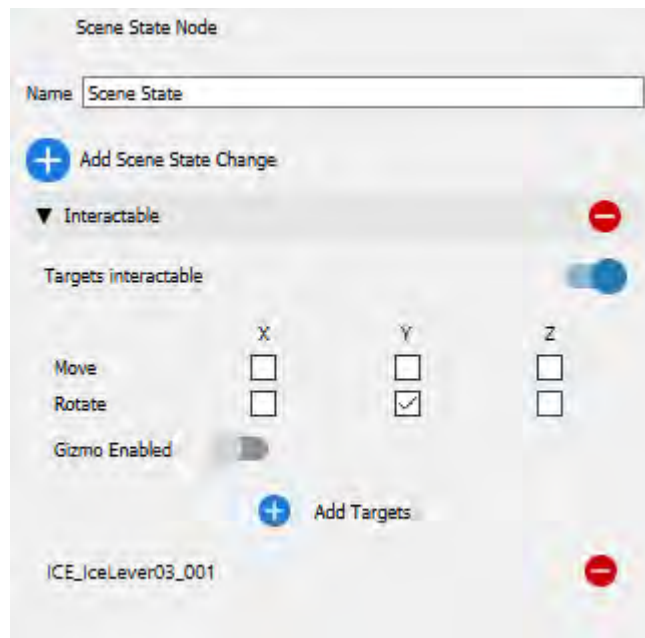 Scene State Node
Name Scene State
Add Scene State Change
Interactable
Targets interactable
X Y Z
Move
Rotate
Gizmo Enabled
Add Targets
ICE_IceLever03_001